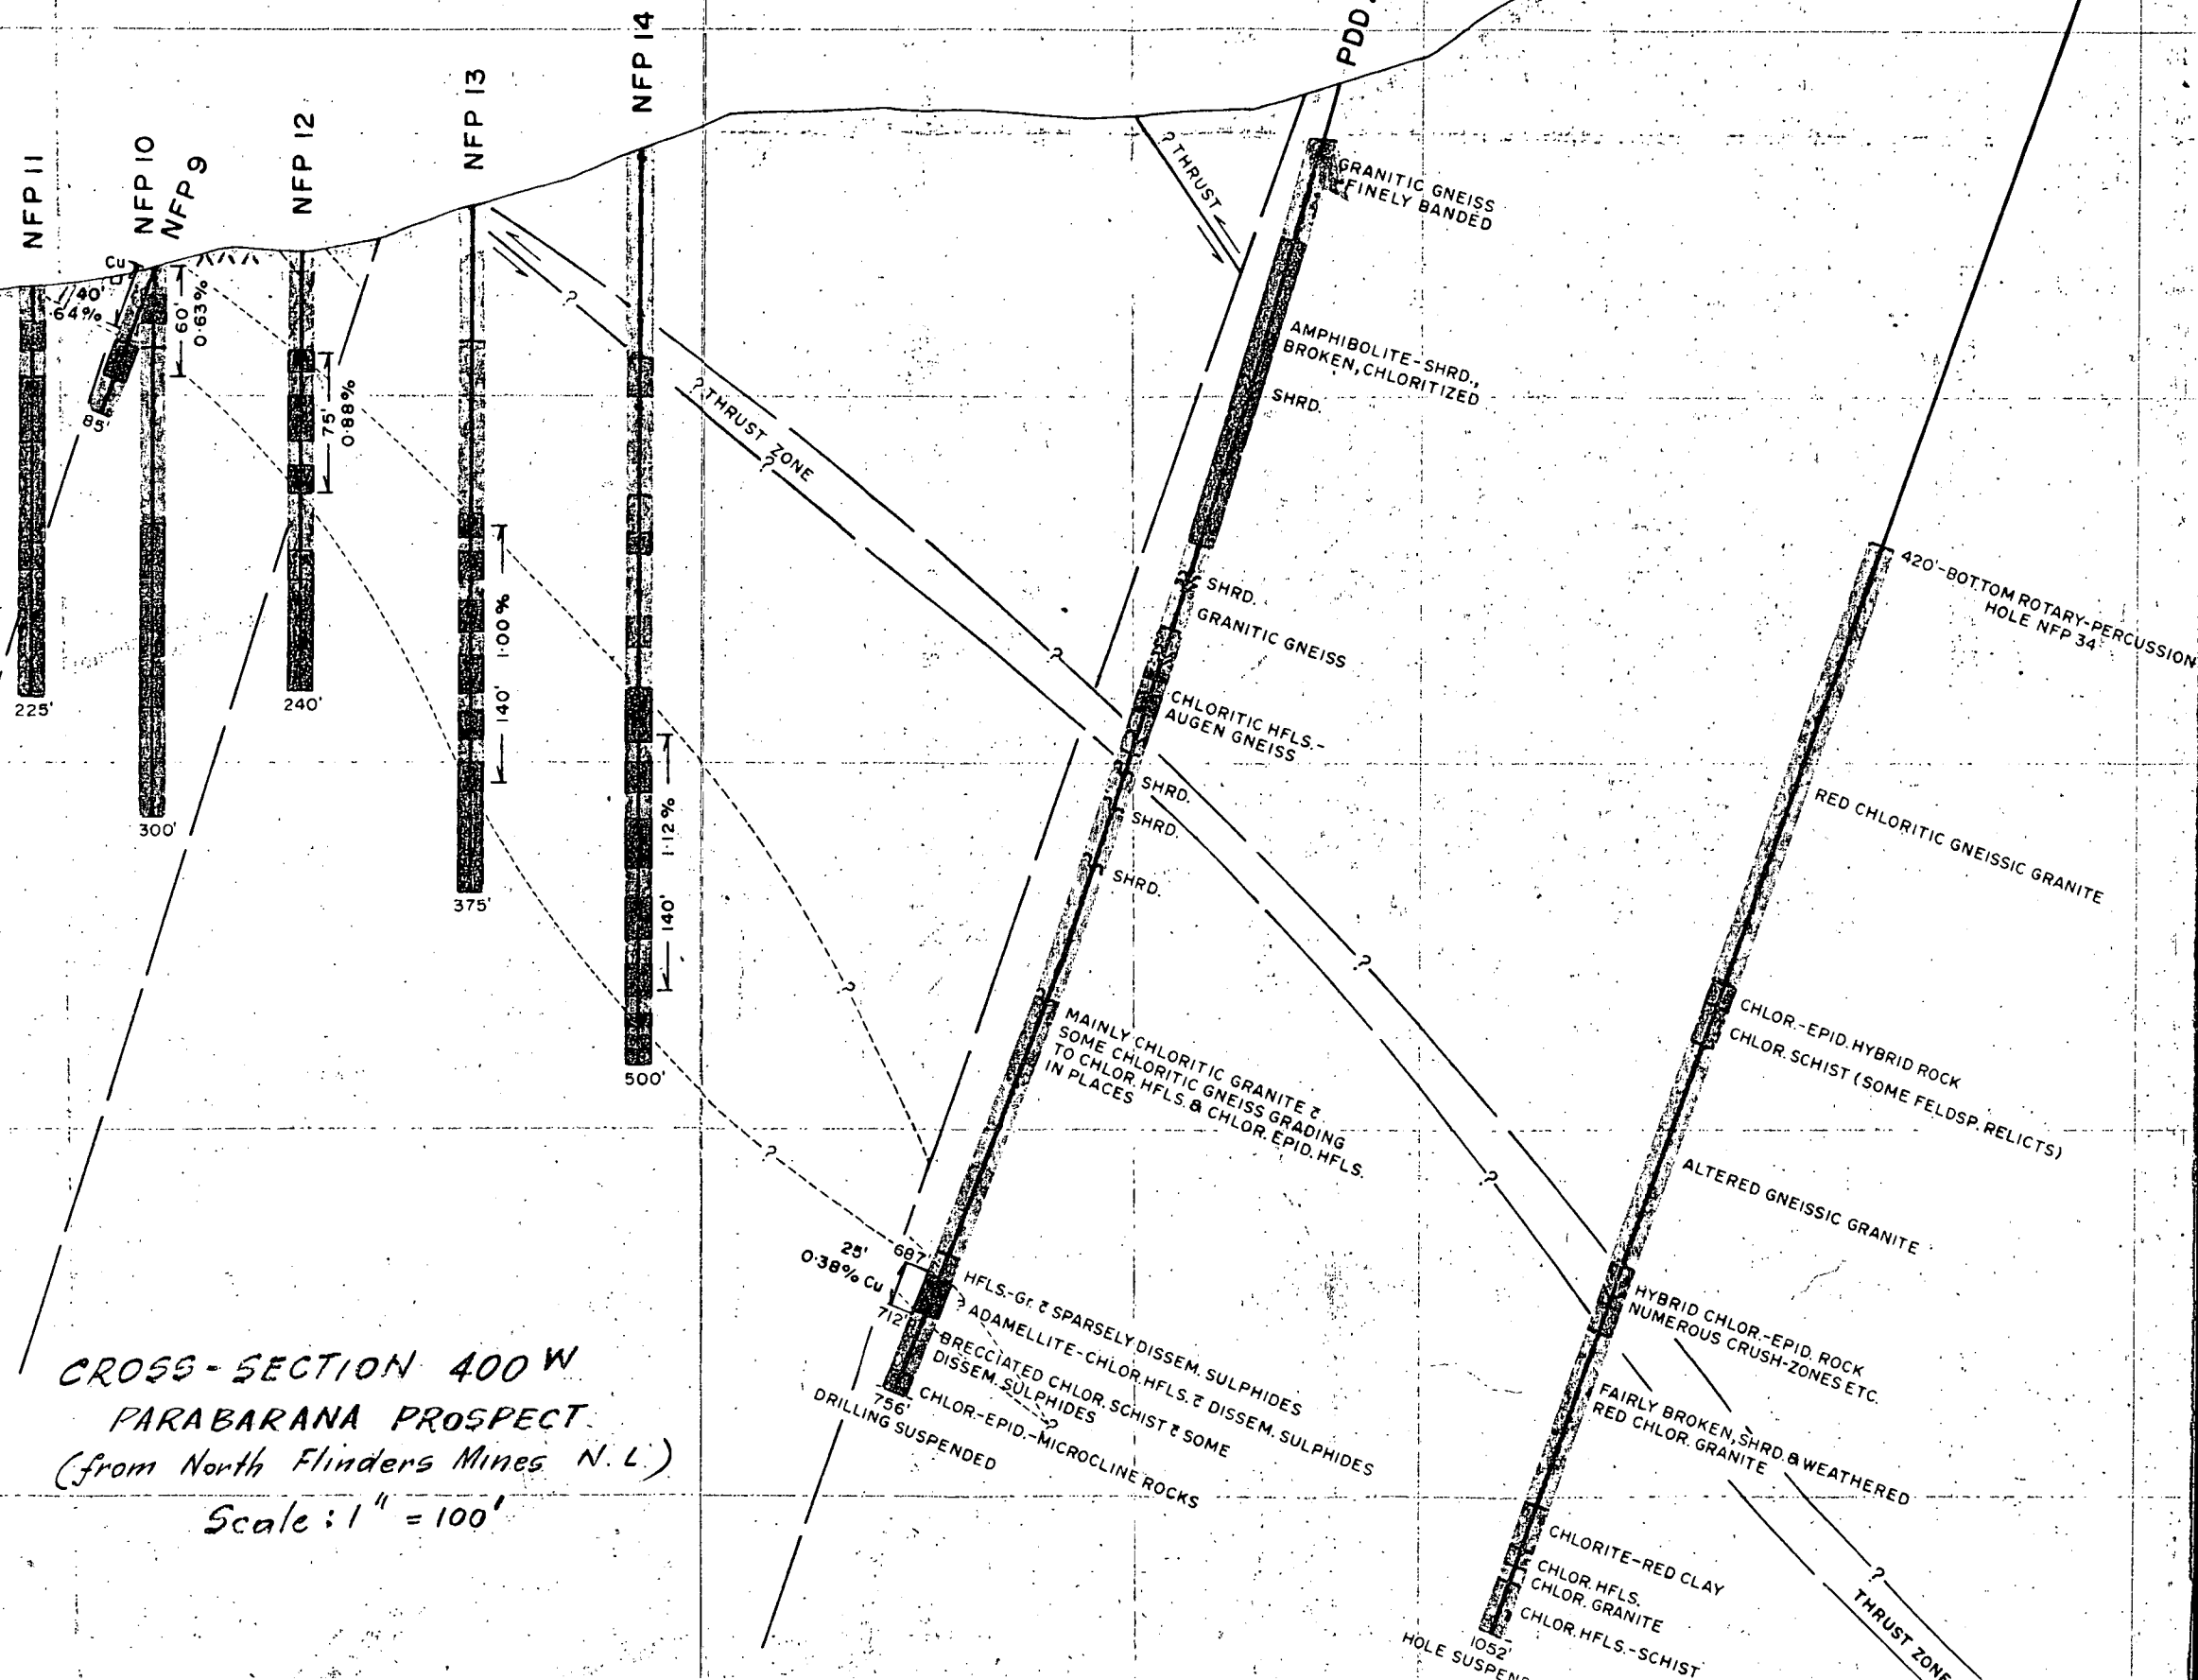 NFP 11
NFP 10
NFP 9
NFP 12
NFP 13
NFP 14
PDD.
Cu
40'
.64%
60'
0.63%
85'
75'
0.88%
225'
300'
240'
140' 1.00%
375'
140' 1.12%
500'
? THRUST
? THRUST ZONE
?
?
?
?
?
?
?
GRANITIC GNEISS
FINELY BANDED
AMPHIBOLITE-SHRD.,
BROKEN, CHLORITIZED
SHRD.
SHRD.
GRANITIC GNEISS
CHLORITIC HFLS.-
AUGEN GNEISS
SHRD.
SHRD.
SHRD.
MAINLY CHLORITIC GRANITE c̄
SOME CHLORITIC GNEISS GRADING
TO CHLOR. HFLS. & CHLOR. EPID. HFLS.
IN PLACES
25'
0.38% Cu
687'
712'
HFLS.-Gr. c̄ SPARSELY DISSEM. SULPHIDES
? ADAMELLITE-CHLOR. HFLS. c̄ DISSEM. SULPHIDES
BRECCIATED CHLOR. SCHIST c̄ SOME
DISSEM. SULPHIDES
?
CHLOR.-EPID.-MICROCLINE ROCKS
756'
DRILLING SUSPENDED
420'-BOTTOM ROTARY-PERCUSSION
HOLE NFP 34
RED CHLORITIC GNEISSIC GRANITE
CHLOR.-EPID. HYBRID ROCK
CHLOR. SCHIST (SOME FELDSP. RELICTS)
ALTERED GNEISSIC GRANITE
HYBRID CHLOR.-EPID. ROCK
NUMEROUS CRUSH-ZONES ETC.
FAIRLY BROKEN, SHRD. & WEATHERED
RED CHLOR. GRANITE
CHLORITE-RED CLAY
CHLOR. HFLS.
CHLOR. GRANITE
CHLOR. HFLS.-SCHIST
1052'
HOLE SUSPEN
?
THRUST ZONE
CROSS-SECTION 400 W
PARABARANA PROSPECT.
(from North Flinders Mines N.L.)
Scale: 1" = 100'